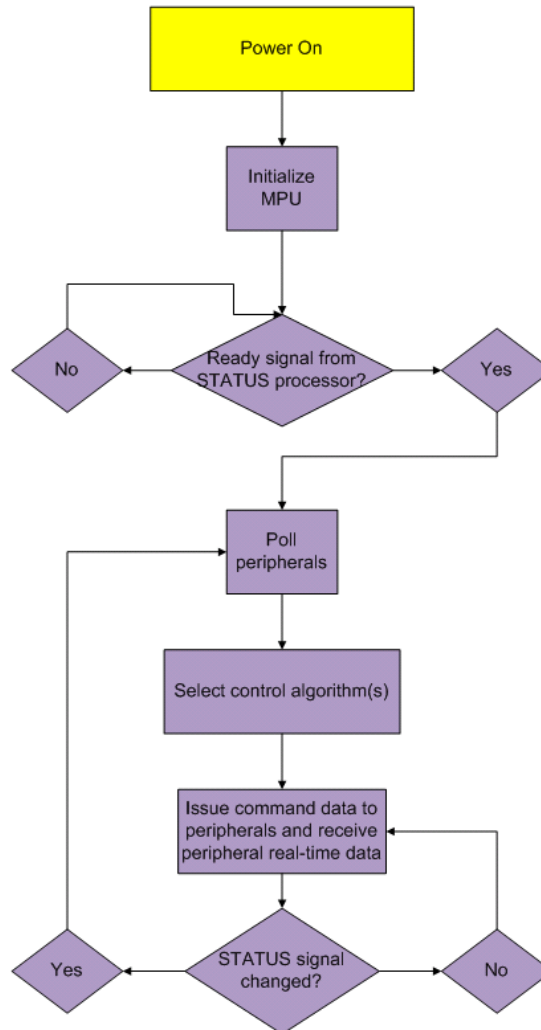 Power On
Initialize
MPU
Ready signal from
STATUS processor?
No
Yes
Poll
peripherals
Select control algorithm(s)
Issue command data to
peripherals and receive
peripheral real-time data
STATUS signal
changed?
Yes
No